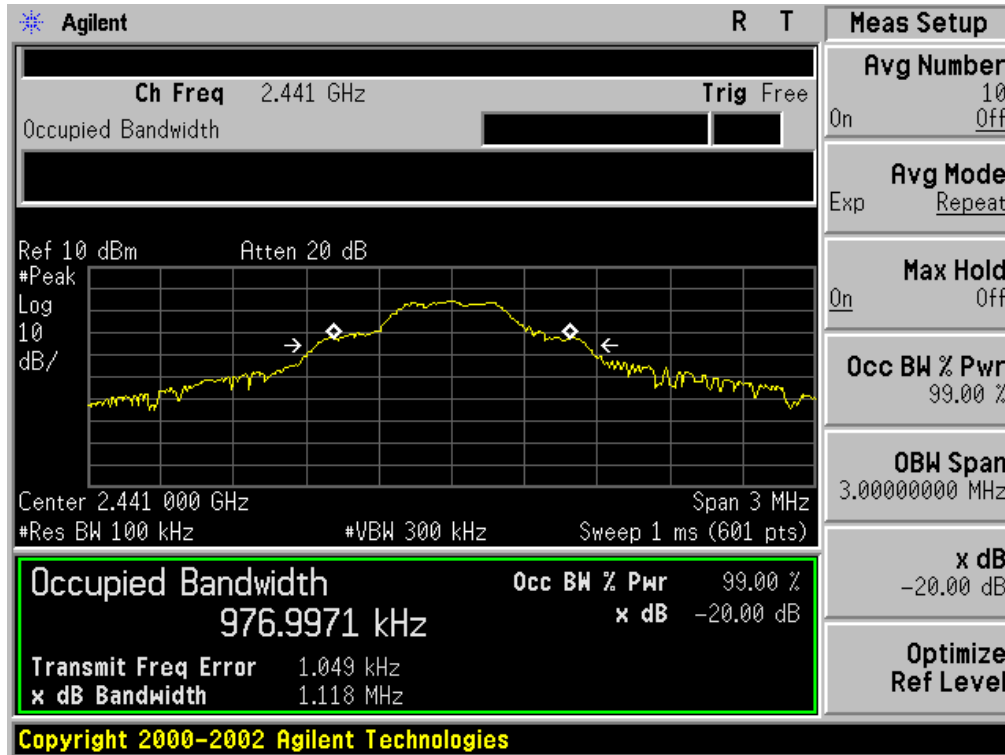 Agilent R T
Ch Freq 2.441 GHz Trig Free
Occupied Bandwidth
Ref 10 dBm Atten 20 dB
#Peak
Log
10
dB/
Center 2.441 000 GHz Span 3 MHz
#Res BW 100 kHz #VBW 300 kHz Sweep 1 ms (601 pts)
Occupied Bandwidth Occ BW % Pwr 99.00 %
976.9971 kHz x dB -20.00 dB
Transmit Freq Error 1.049 kHz
x dB Bandwidth 1.118 MHz
Copyright 2000-2002 Agilent Technologies
Meas Setup
Avg Number
10
On Off
Avg Mode
Exp Repeat
Max Hold
On Off
Occ BW % Pwr
99.00 %
OBW Span
3.00000000 MHz
x dB
-20.00 dB
Optimize
Ref Level